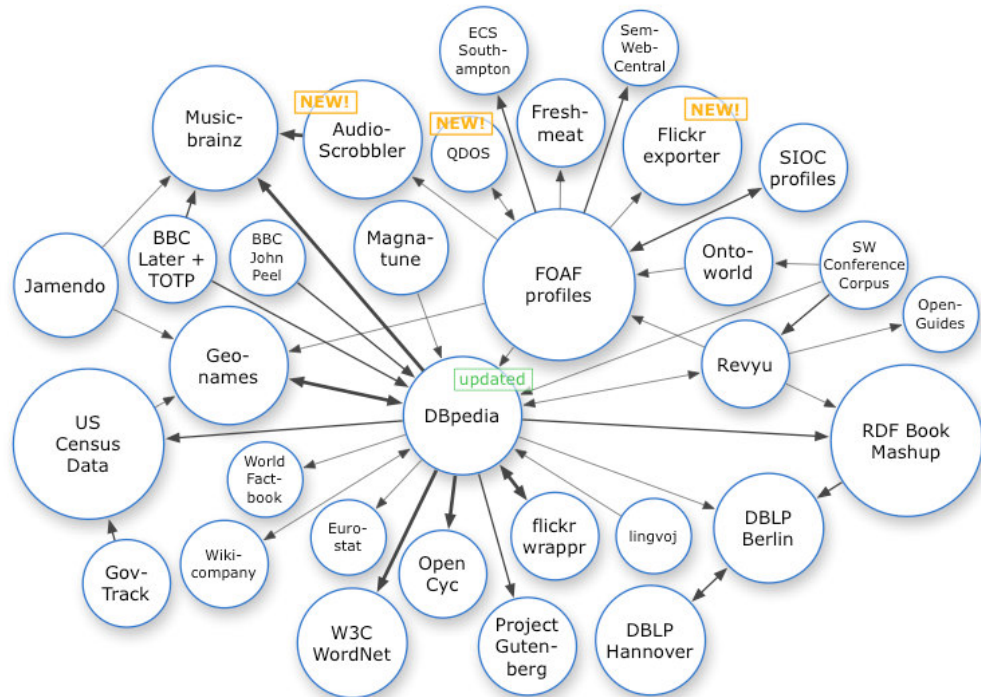 ECS
South-
ampton
Sem-
Web-
Central
NEW!
NEW!
NEW!
Music-
brainz
Audio-
Scrobbler
QDOS
Fresh-
meat
Flickr
exporter
SIOC
profiles
BBC
Later +
TOTP
BBC
John
Peel
Magna-
tune
FOAF
profiles
Onto-
world
SW
Conference
Corpus
Jamendo
Open-
Guides
Geo-
names
Revyu
updated
DBpedia
US
Census
Data
RDF Book
Mashup
World
Fact-
book
Euro-
stat
flickr
wrappr
lingvoj
DBLP
Berlin
Wiki-
company
Gov-
Track
Open
Cyc
W3C
WordNet
Project
Guten-
berg
DBLP
Hannover